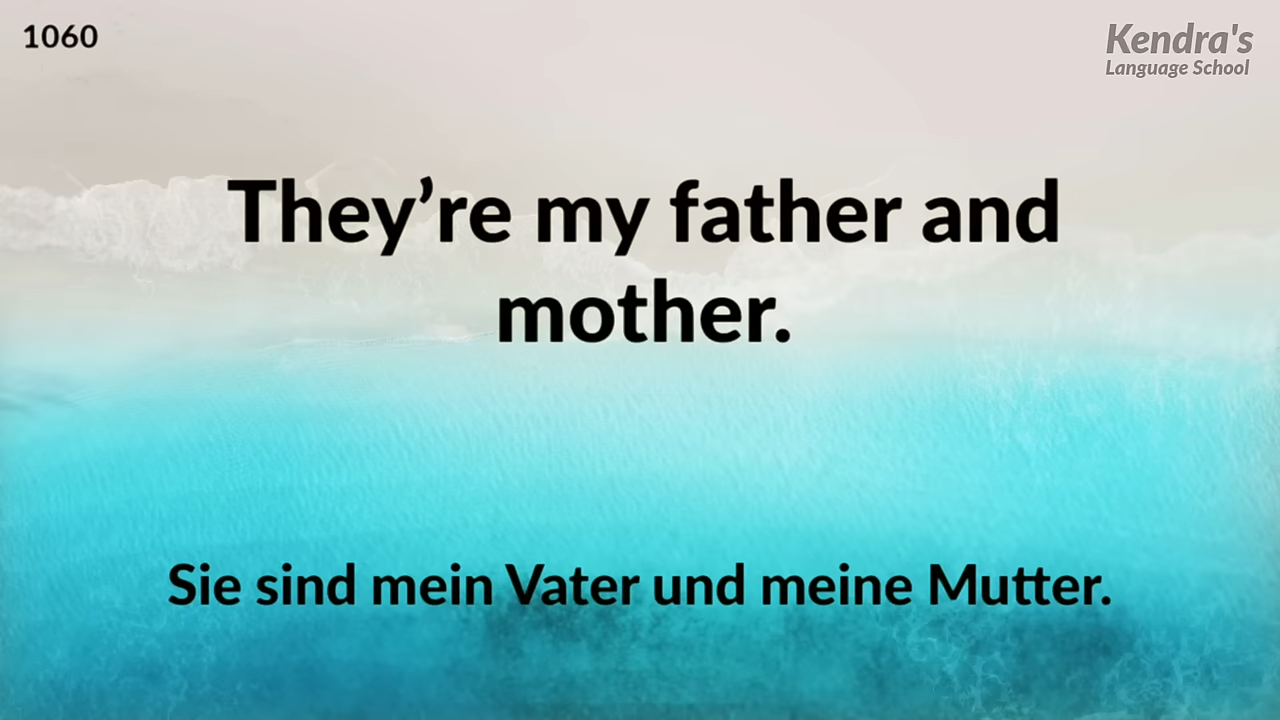 1060
Kendra's
Language School
They’re my father and
mother.
Sie sind mein Vater und meine Mutter.